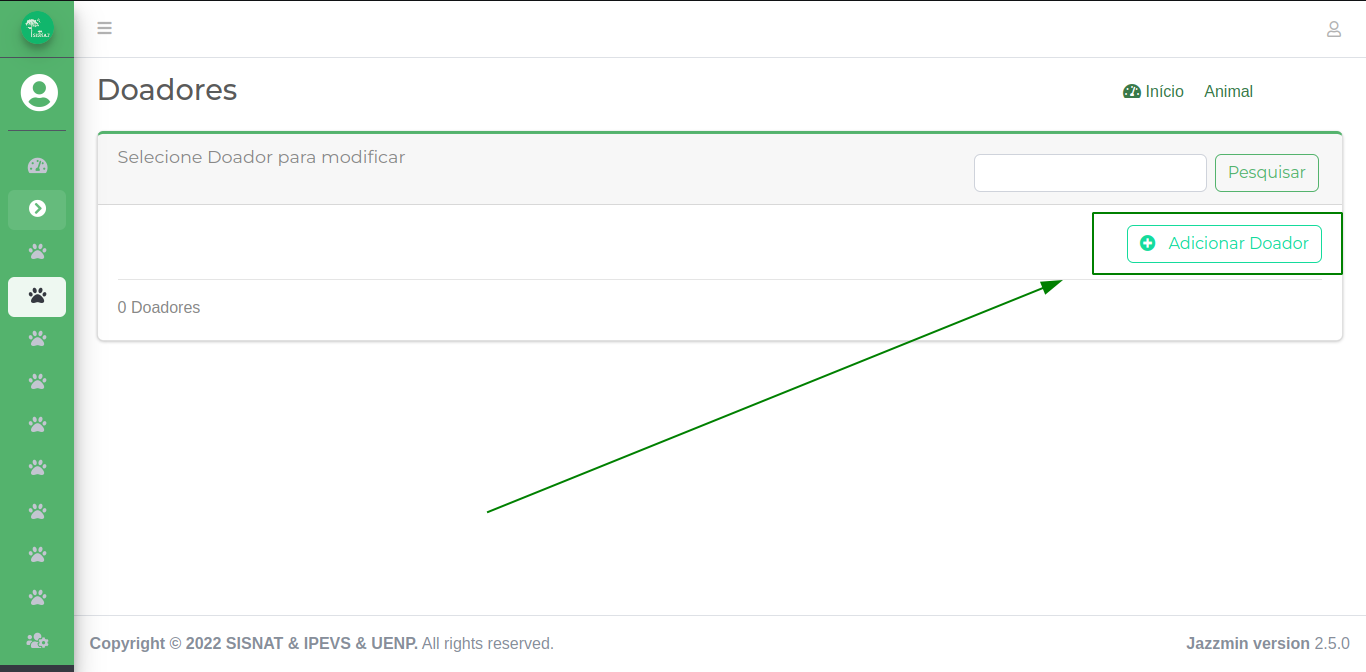 SISNAT
Doadores
Início Animal
Selecione Doador para modificar
Pesquisar
Adicionar Doador
0 Doadores
Copyright © 2022 SISNAT & IPEVS & UENP. All rights reserved.
Jazzmin version 2.5.0